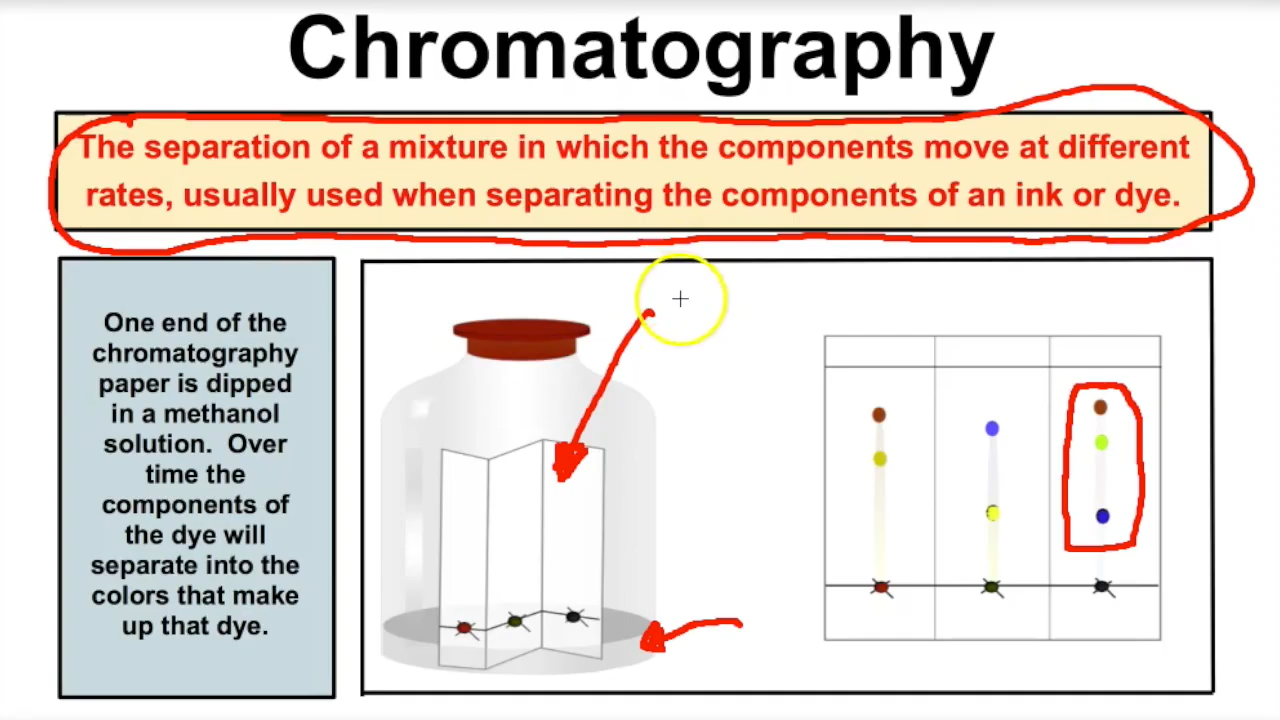 Chromatography
The separation of a mixture in which the components move at different
rates, usually used when separating the components of an ink or dye.
One end of the
chromatography
paper is dipped
in a methanol
solution. Over
time the
components of
the dye will
separate into the
colors that make
up that dye.